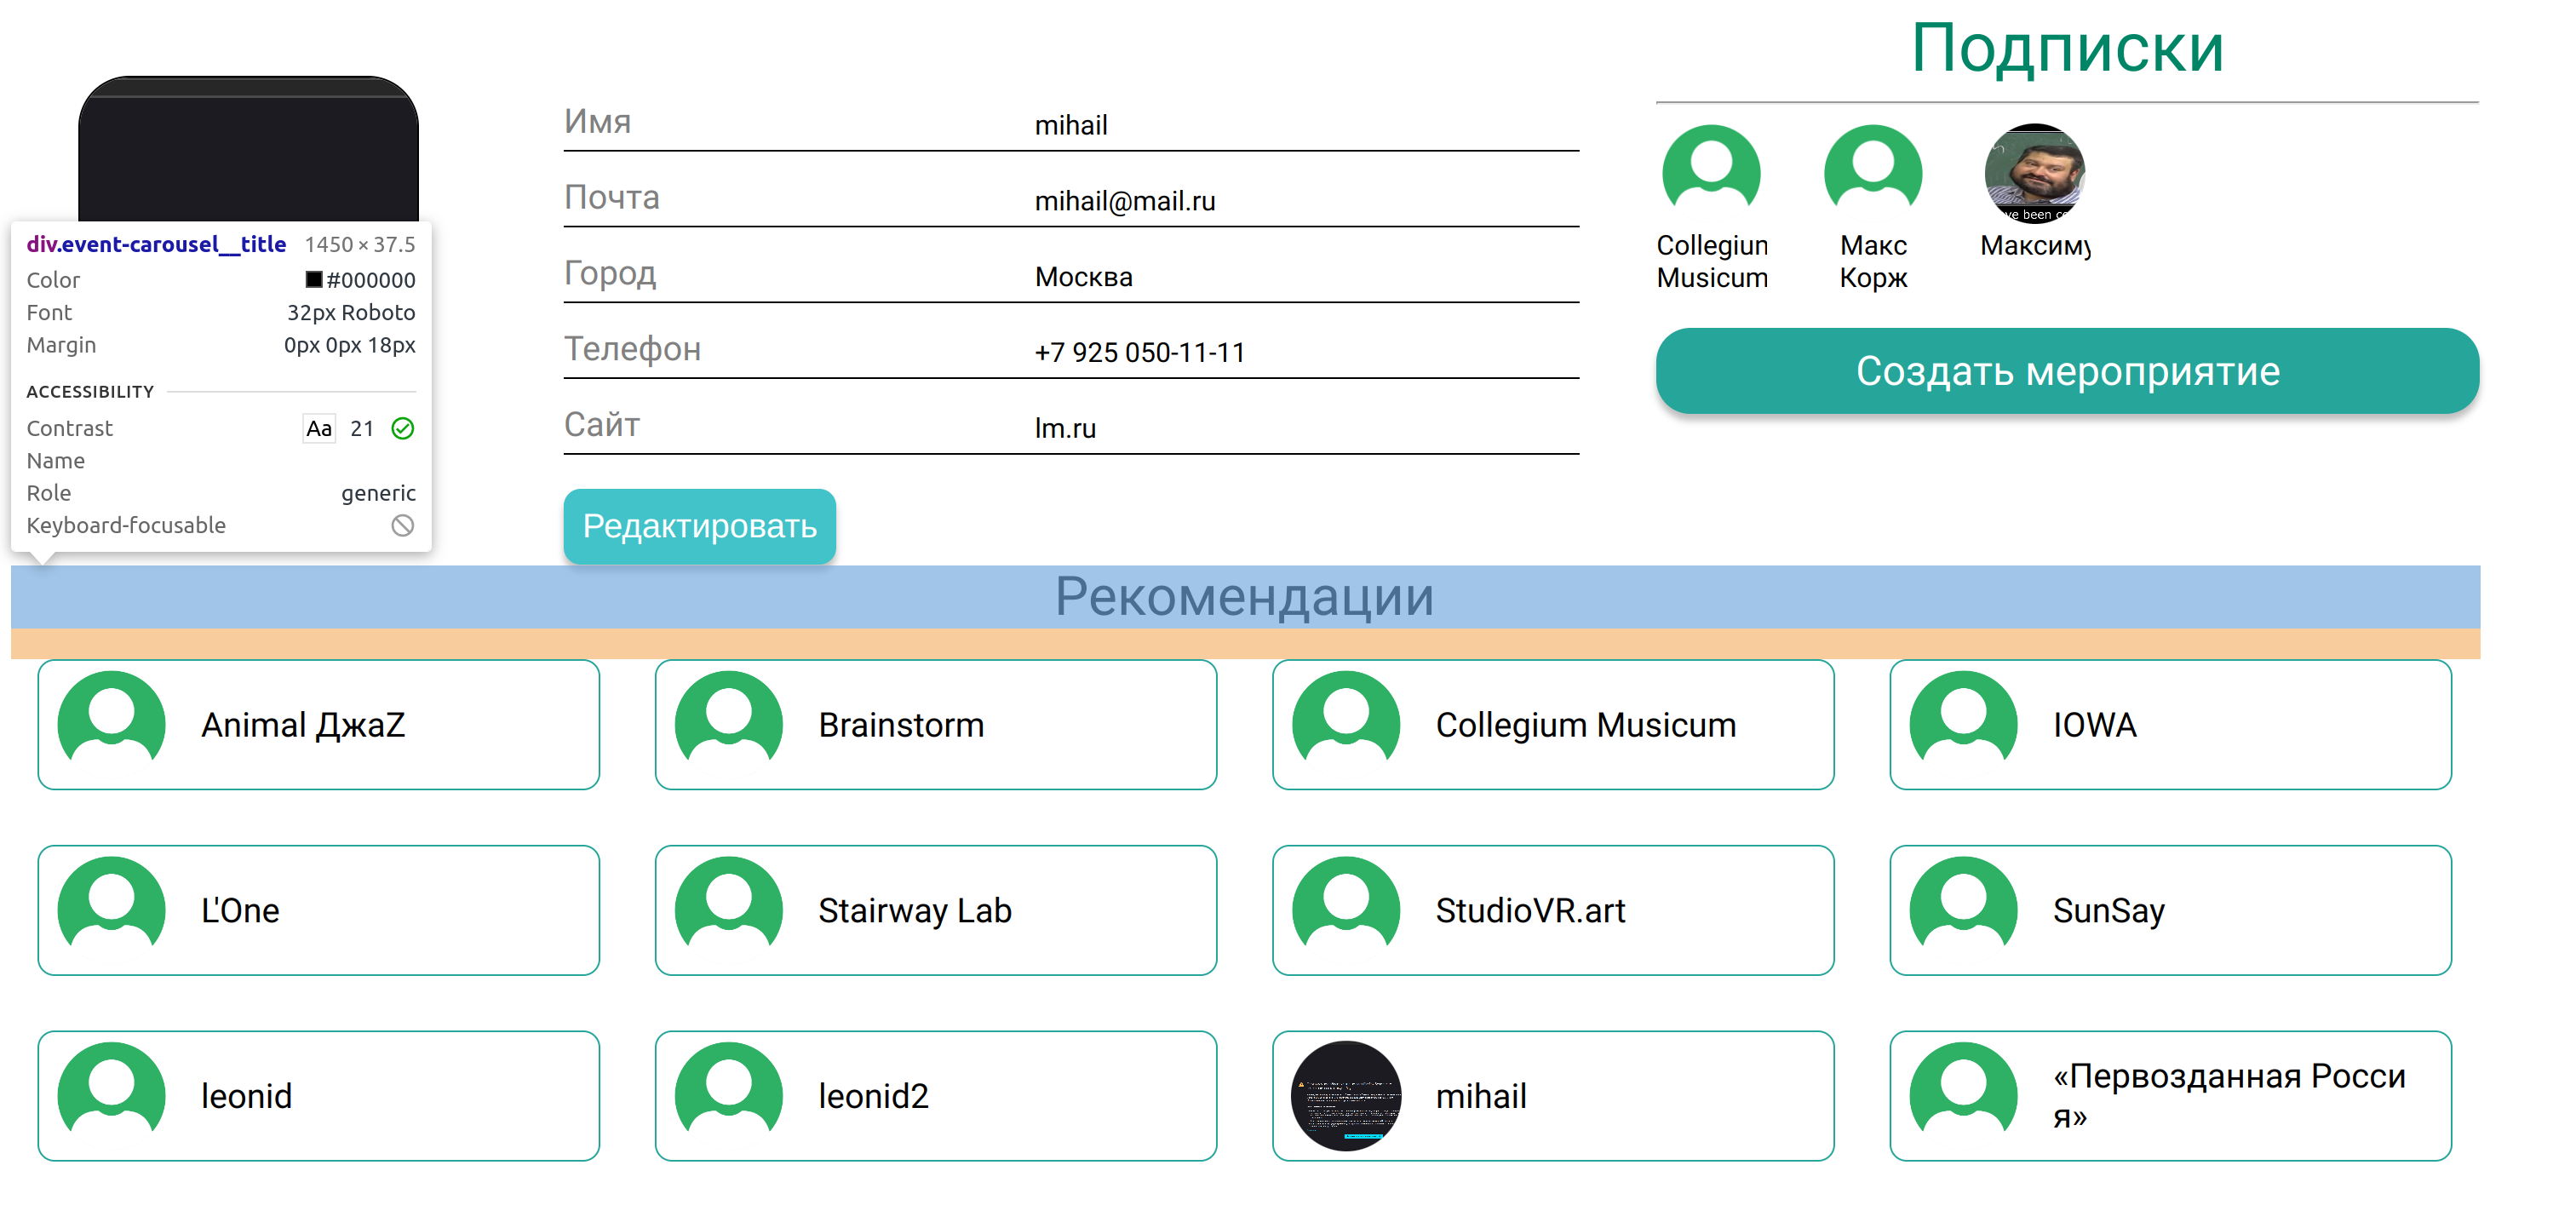 Подписки
Имя
mihail
Почта
mihail@mail.ru
Город
Москва
Телефон
+7 925 050-11-11
Сайт
lm.ru
Редактировать
ve been co
Collegiun
Musicum
Макс
Корж
Максиму
Создать мероприятие
div.event-carousel__title 1450 × 37.5
Color #000000
Font 32px Roboto
Margin 0px 0px 18px
ACCESSIBILITY
Contrast Aa 21
Name
Role generic
Keyboard-focusable
Рекомендации
Animal ДжаZ
Brainstorm
Collegium Musicum
IOWA
L'One
Stairway Lab
StudioVR.art
SunSay
leonid
leonid2
mihail
«Первозданная Росси
я»